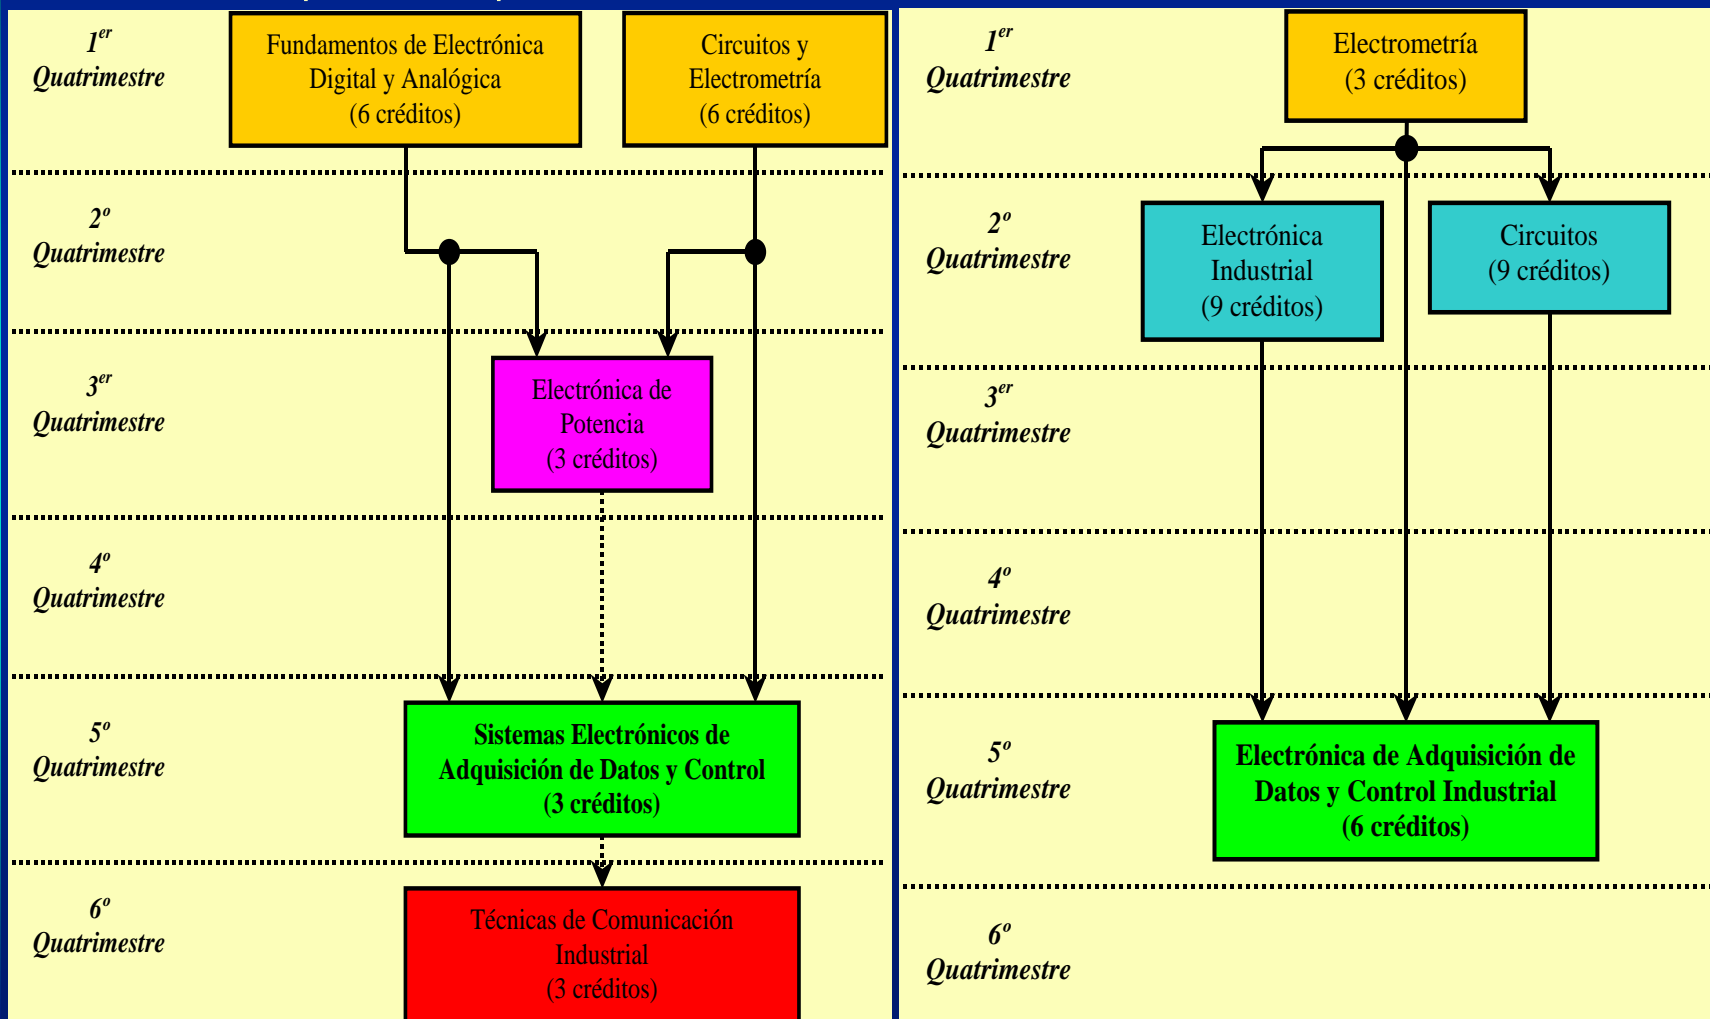 1er
Quatrimestre
Fundamentos de Electrónica
Digital y Analógica
(6 créditos)
Circuitos y
Electrometría
(6 créditos)
2º
Quatrimestre
3er
Quatrimestre
Electrónica de
Potencia
(3 créditos)
4º
Quatrimestre
5º
Quatrimestre
Sistemas Electrónicos de
Adquisición de Datos y Control
(3 créditos)
6º
Quatrimestre
Técnicas de Comunicación
Industrial
(3 créditos)
1er
Quatrimestre
Electrometría
(3 créditos)
2º
Quatrimestre
Electrónica
Industrial
(9 créditos)
Circuitos
(9 créditos)
3er
Quatrimestre
4º
Quatrimestre
5º
Quatrimestre
Electrónica de Adquisición de
Datos y Control Industrial
(6 créditos)
6º
Quatrimestre